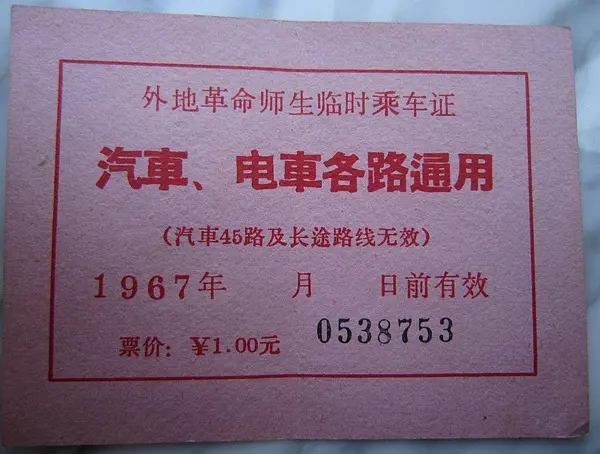 外地革命师生临时乘车证
汽車、电車各路通用
(汽車45路及长途路线无效)
1967年 月 日前有效
票价: ¥1.00元 0538753